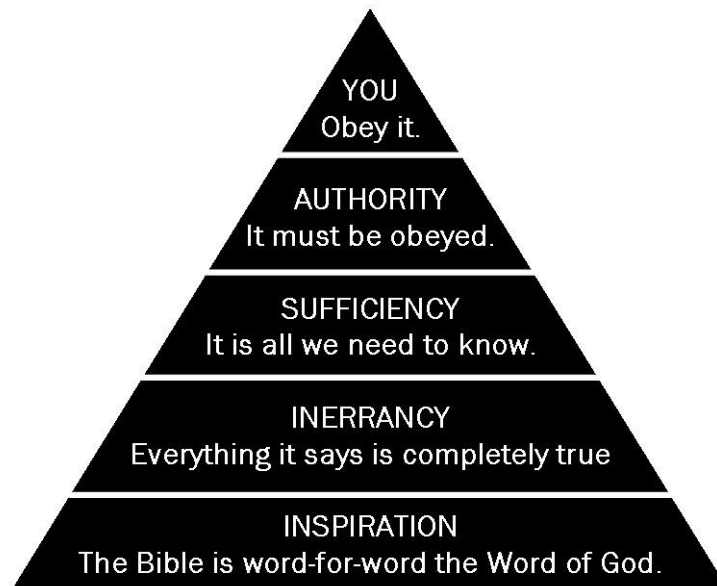 YOU
Obey it.
AUTHORITY
It must be obeyed.
SUFFICIENCY
It is all we need to know.
INERRANCY
Everything it says is completely true
INSPIRATION
The Bible is word-for-word the Word of God.